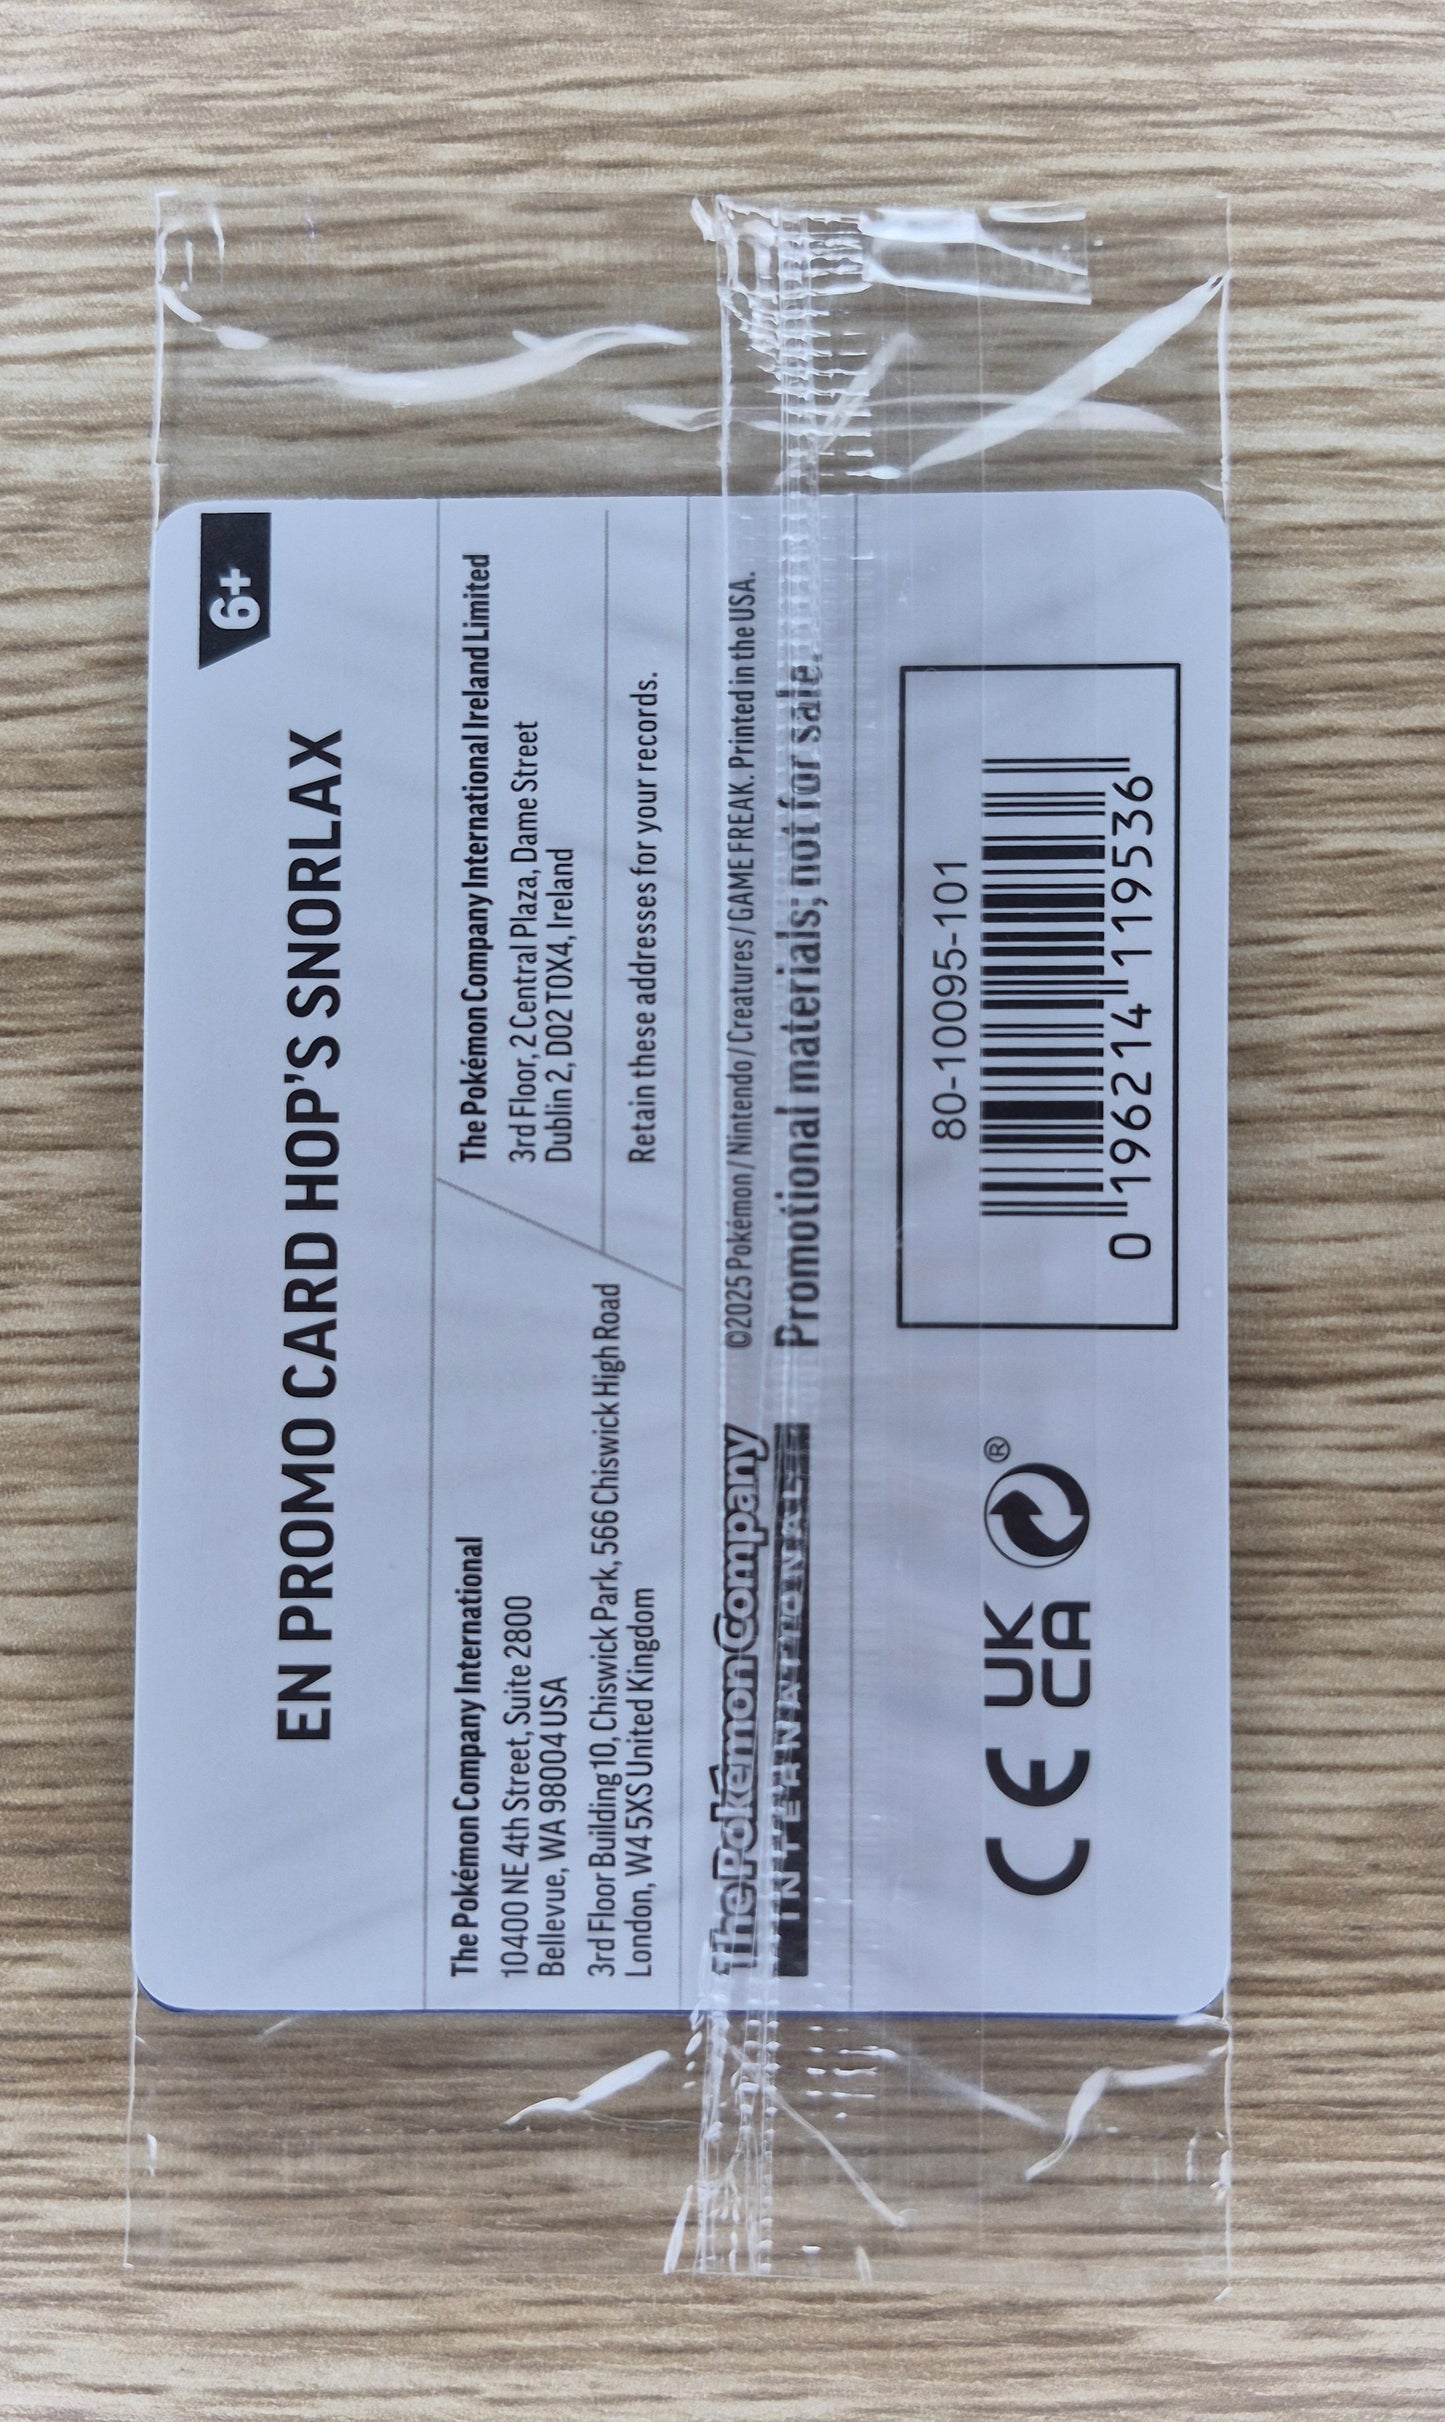 6+
EN PROMO CARD HOP'S SNORLAX
The Pokémon Company International
10400 NE 4th Street, Suite 2800
Bellevue, WA 98004 USA
3rd Floor Building 10, Chiswick Park, 566 Chiswick High Road
London, W4 5XS United Kingdom
The Pokémon Company International Ireland Limited
3rd Floor, 2 Central Plaza, Dame Street
Dublin 2, D02 T0X4, Ireland
Retain these addresses for your records.
The Pokémon Company
INTERNATIONAL
©2025 Pokémon / Nintendo / Creatures / GAME FREAK. Printed in the USA.
Promotional materials; not for sale.
CE UK
CA ®
80-10095-101
0 196214 119536